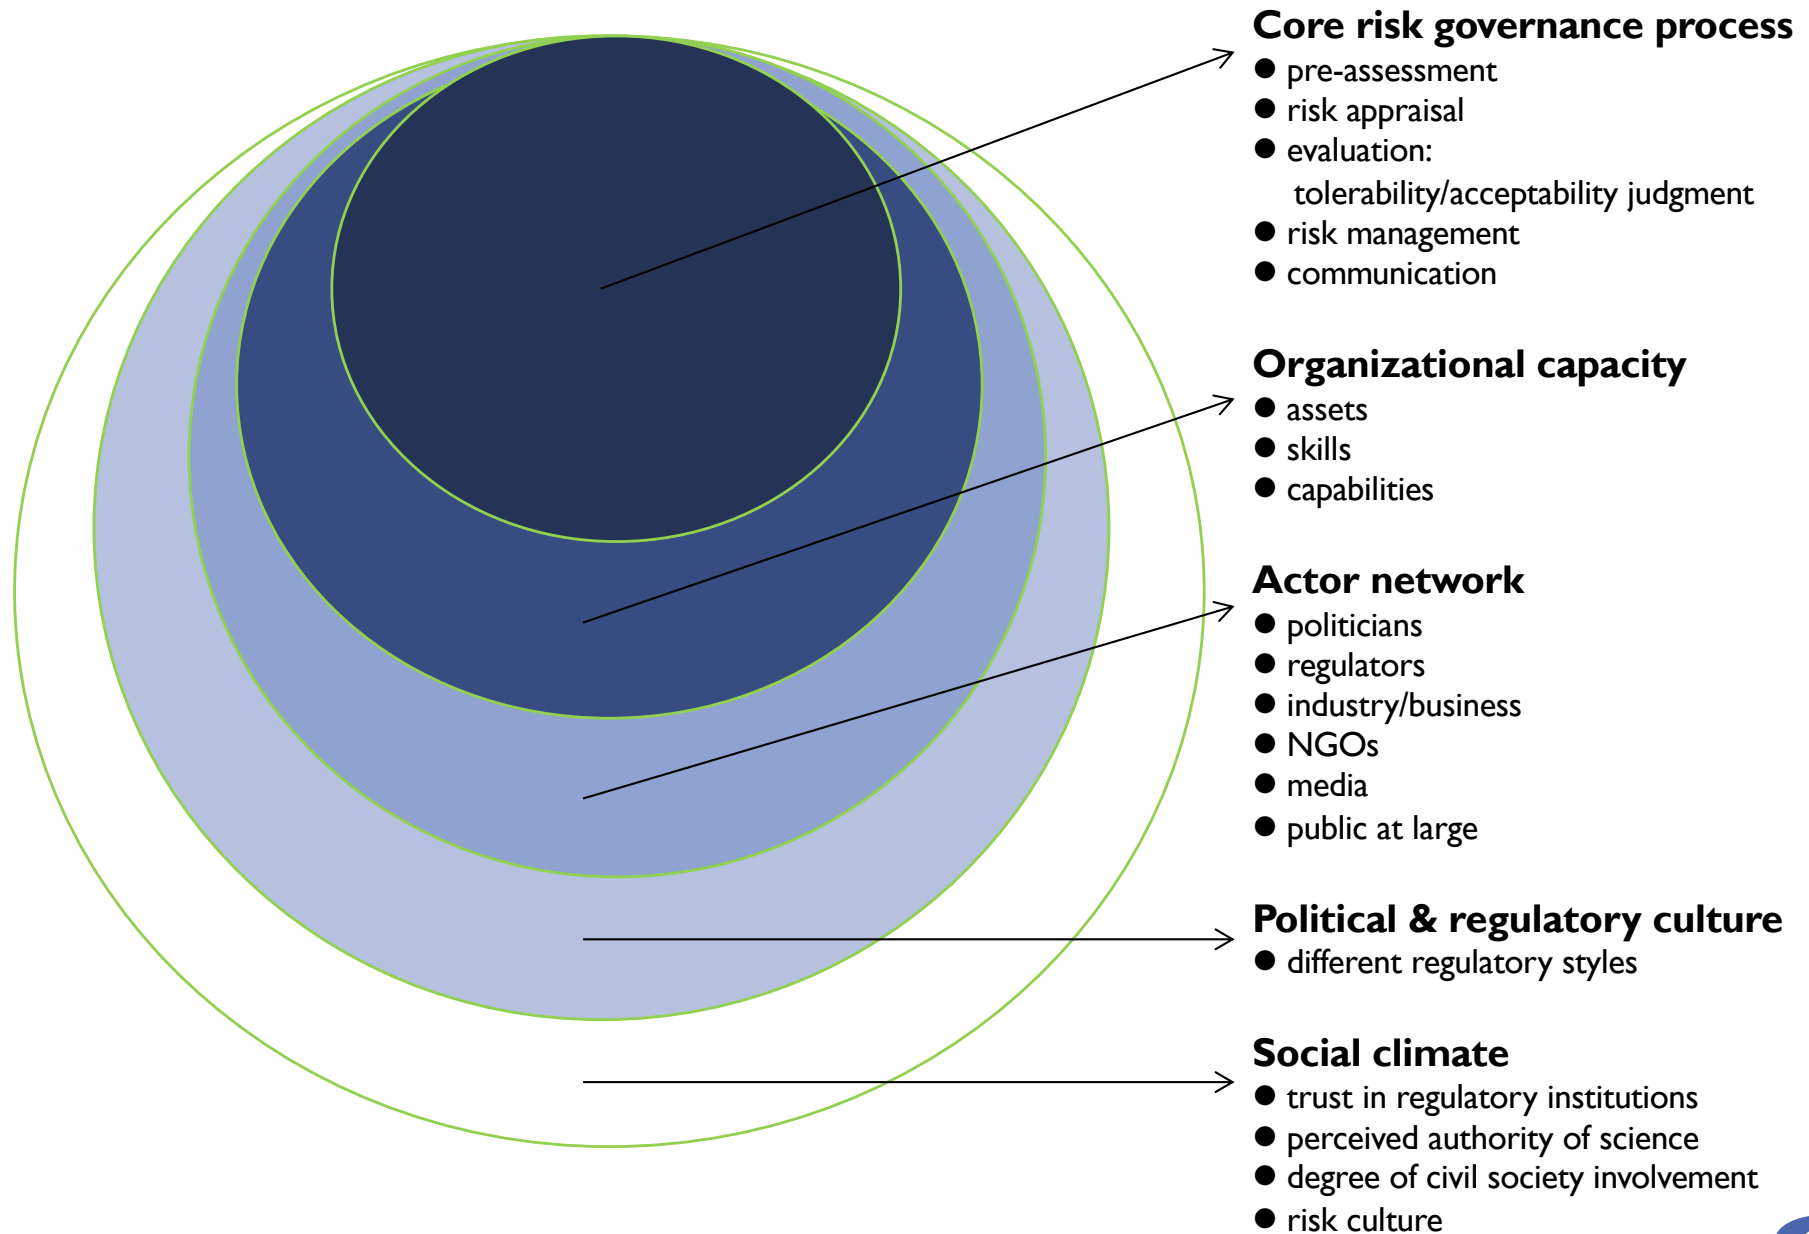 Core risk governance process
● pre-assessment
● risk appraisal
● evaluation:
tolerability/acceptability judgment
● risk management
● communication
Organizational capacity
● assets
● skills
● capabilities
Actor network
● politicians
● regulators
● industry/business
● NGOs
● media
● public at large
Political & regulatory culture
● different regulatory styles
Social climate
● trust in regulatory institutions
● perceived authority of science
● degree of civil society involvement
● risk culture